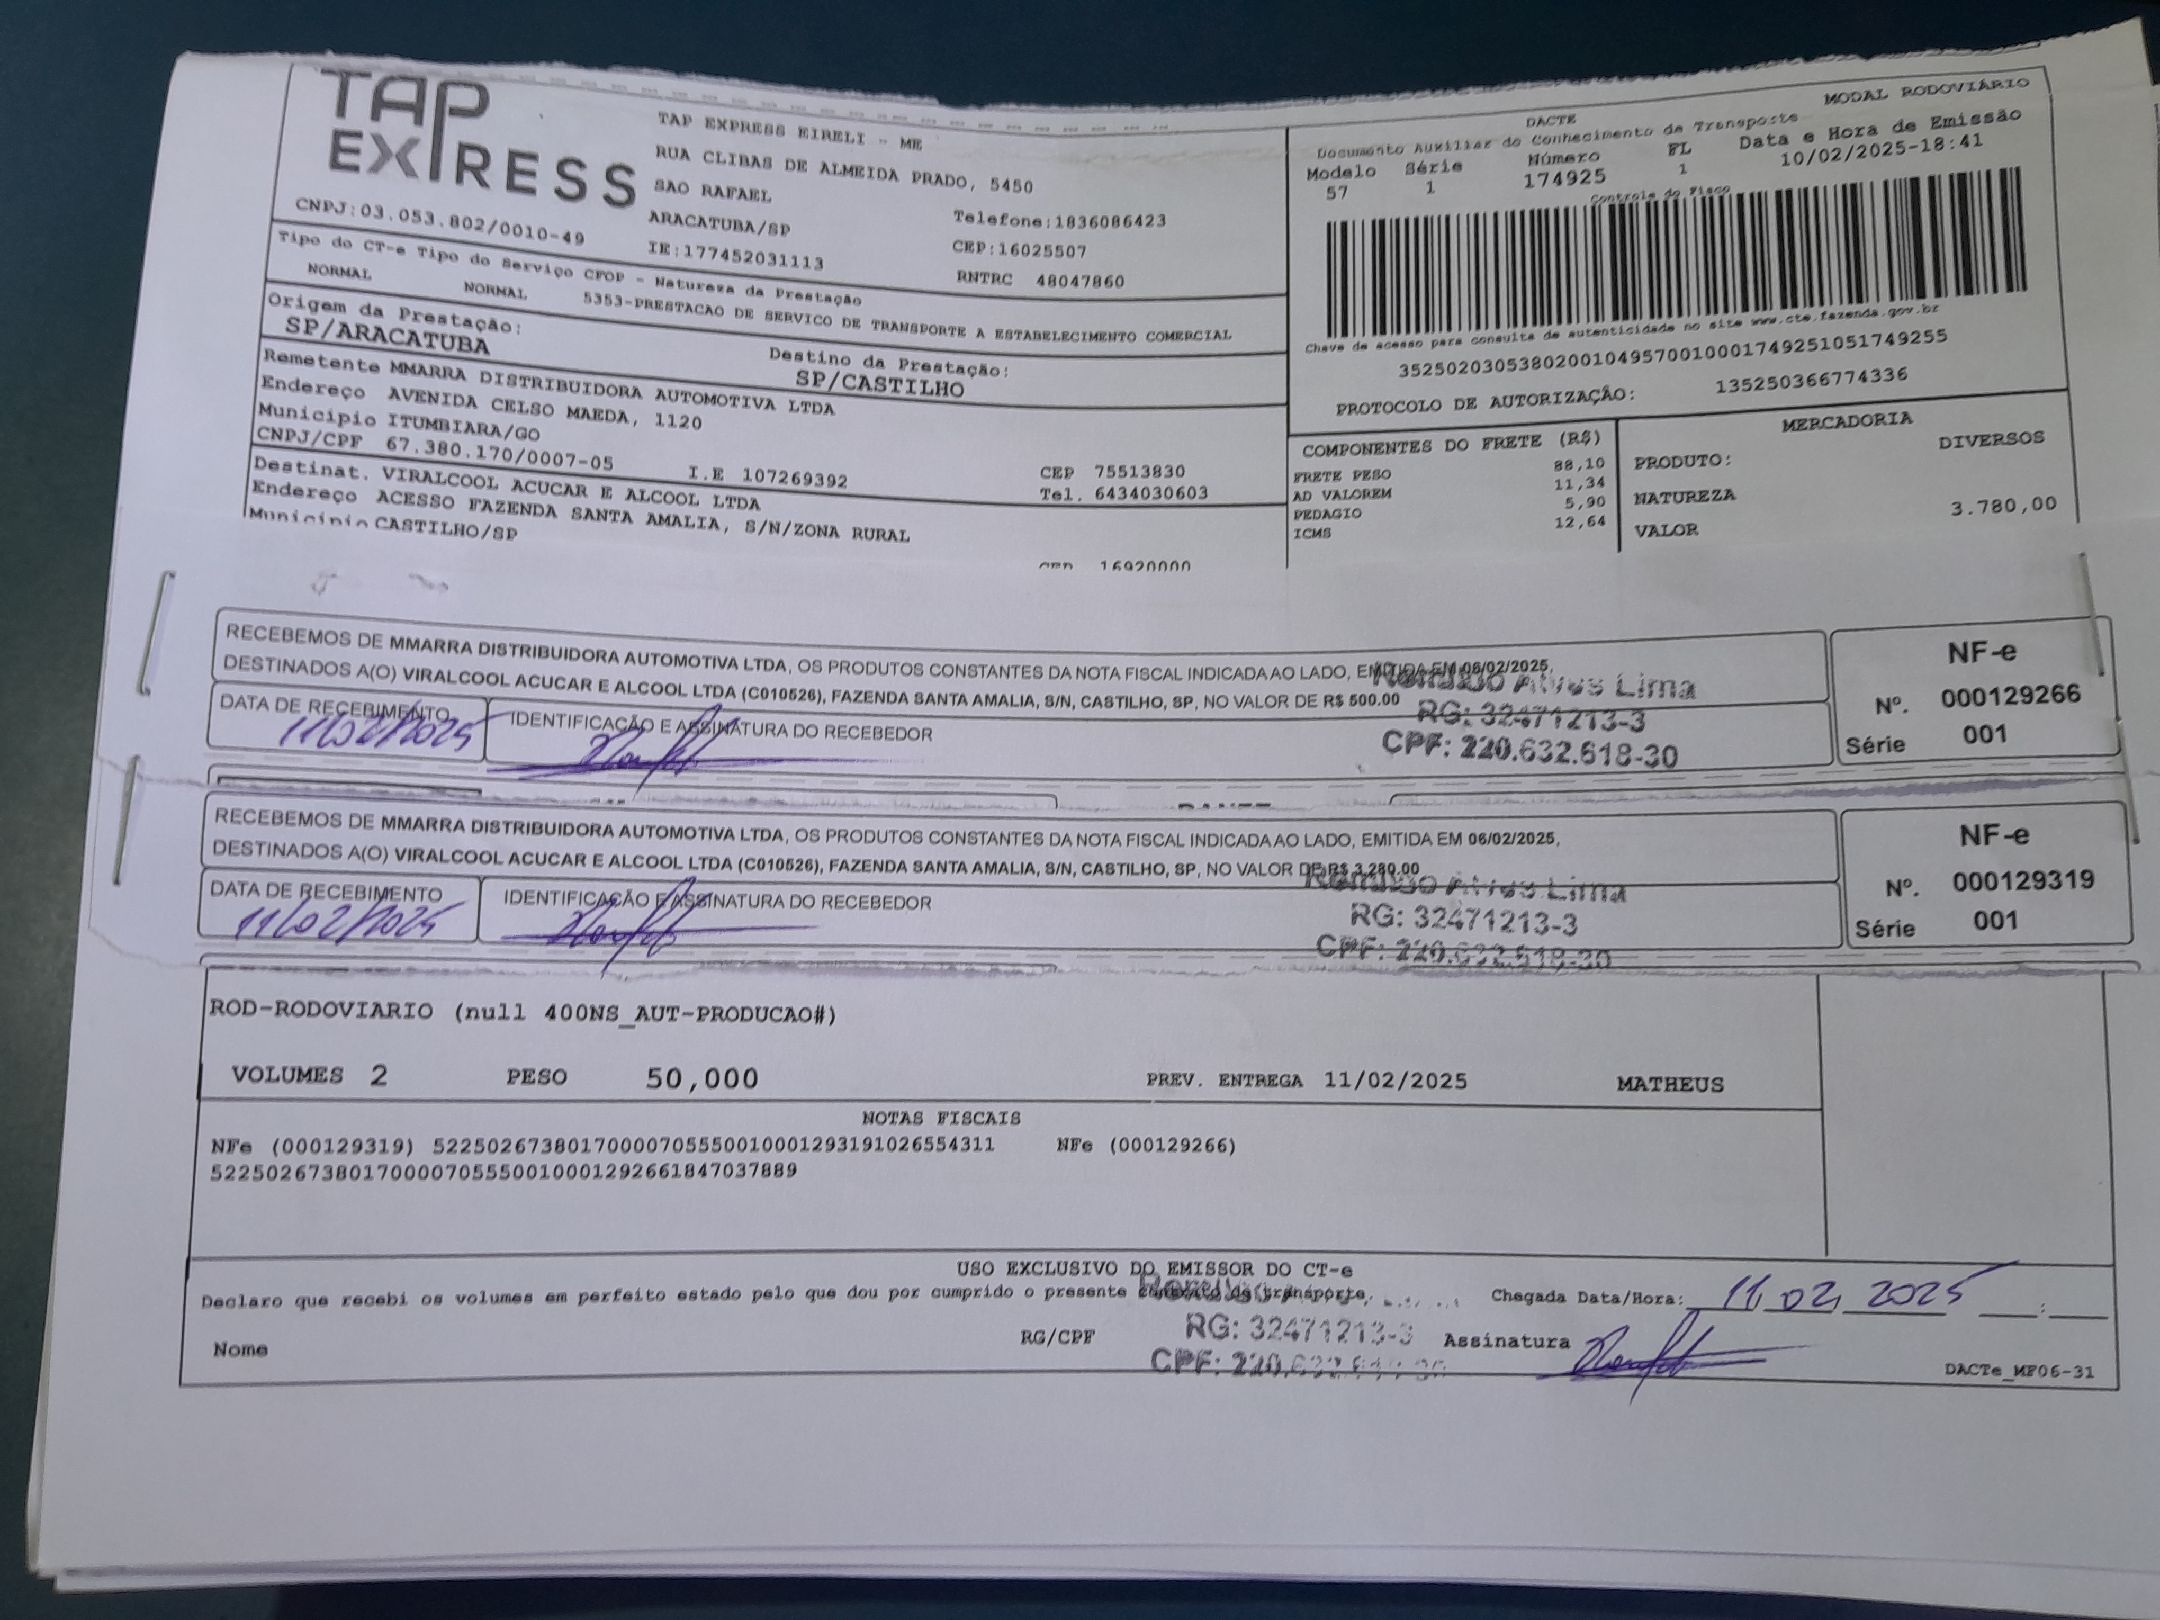 TAP EXPRESS
TAP EXPRESS EIRELI - ME
RUA CLIBAS DE ALMEIDA PRADO, 5450
SAO RAFAEL
ARACATUBA/SP Telefone:1836086423
CNPJ:03.053.802/0010-49 IE:177452031113 CEP:16025507
RNTRC 48047860
Tipo do CT-e Tipo do Serviço CFOP - Natureza da Prestação
NORMAL NORMAL 5353-PRESTACAO DE SERVICO DE TRANSPORTE A ESTABELECIMENTO COMERCIAL
Origem da Prestação: Destino da Prestação:
SP/ARACATUBA SP/CASTILHO
Remetente MMARRA DISTRIBUIDORA AUTOMOTIVA LTDA
Endereço AVENIDA CELSO MAEDA, 1120
Municipio ITUMBIARA/GO CEP 75513830
CNPJ/CPF 67.380.170/0007-05 I.E 107269392 Tel. 6434030603
Destinat. VIRALCOOL ACUCAR E ALCOOL LTDA
Endereço ACESSO FAZENDA SANTA AMALIA, S/N/ZONA RURAL
Municipio CASTILHO/SP CEP 16920000
MODAL RODOVIÁRIO
DACTE
Documento Auxiliar do Conhecimento de Transporte
Modelo Série Número FL Data e Hora de Emissão
57 1 174925 1 10/02/2025-18:41
Controle do Fisco
Chave de acesso para consulta de autenticidade no site www.cte.fazenda.gov.br
35250203053802001049570010001749251051749255
PROTOCOLO DE AUTORIZAÇÃO: 135250366774336
COMPONENTES DO FRETE (R$)
FRETE PESO 88,10
AD VALOREM 11,34
PEDAGIO 5,90
ICMS 12,64
MERCADORIA
PRODUTO: DIVERSOS
NATUREZA
VALOR 3.780,00
RECEBEMOS DE MMARRA DISTRIBUIDORA AUTOMOTIVA LTDA, OS PRODUTOS CONSTANTES DA NOTA FISCAL INDICADA AO LADO, EMITIDA EM 06/02/2025,
DESTINADOS A(O) VIRALCOOL ACUCAR E ALCOOL LTDA (C010526), FAZENDA SANTA AMALIA, S/N, CASTILHO, SP, NO VALOR DE R$ 500.00
DATA DE RECEBIMENTO IDENTIFICAÇÃO E ASSINATURA DO RECEBEDOR
11/02/2025
Alves Lima
RG: 32471213-3
CPF: 220.632.618-30
NF-e
Nº. 000129266
Série 001
RECEBEMOS DE MMARRA DISTRIBUIDORA AUTOMOTIVA LTDA, OS PRODUTOS CONSTANTES DA NOTA FISCAL INDICADA AO LADO, EMITIDA EM 06/02/2025,
DESTINADOS A(O) VIRALCOOL ACUCAR E ALCOOL LTDA (C010526), FAZENDA SANTA AMALIA, S/N, CASTILHO, SP, NO VALOR DE R$ 3,280.00
DATA DE RECEBIMENTO IDENTIFICAÇÃO E ASSINATURA DO RECEBEDOR
11/02/2025
Alves Lima
RG: 32471213-3
CPF:
NF-e
Nº. 000129319
Série 001
ROD-RODOVIARIO (null 400NS_AUT-PRODUCAO#)
VOLUMES 2 PESO 50,000 PREV. ENTREGA 11/02/2025 MATHEUS
NOTAS FISCAIS
NFe (000129319) 52250267380170000705550010001293191026554311 NFe (000129266)
52250267380170000705550010001292661847037889
USO EXCLUSIVO DO EMISSOR DO CT-e
Declaro que recebi os volumes em perfeito estado pelo que dou por cumprido o presente contrato de transporte. Chegada Data/Hora: 11/02/2025 :
Nome RG/CPF RG: 32471213-3 Assinatura
CPF:
DACTe_MF06-31